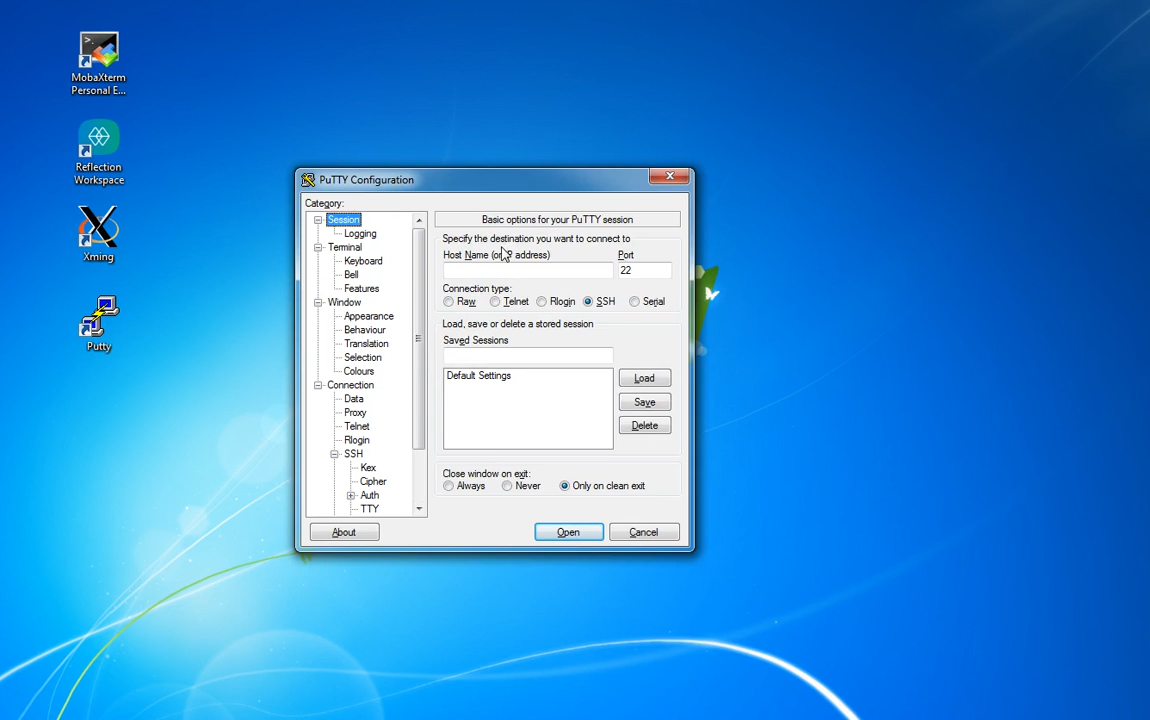 MobaXterm
Personal E...
Reflection
Workspace
Xming
Putty
PuTTY Configuration
Category:
Session
Logging
Terminal
Keyboard
Bell
Features
Window
Appearance
Behaviour
Translation
Selection
Colours
Connection
Data
Proxy
Telnet
Rlogin
SSH
Kex
Cipher
Auth
TTY
Basic options for your PuTTY session
Specify the destination you want to connect to
Host Name (or IP address)
Port
22
Connection type:
Raw
Telnet
Rlogin
SSH
Serial
Load, save or delete a stored session
Saved Sessions
Default Settings
Load
Save
Delete
Close window on exit:
Always
Never
Only on clean exit
About
Open
Cancel